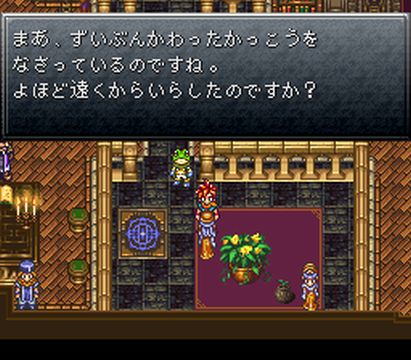 まあ、ずいぶんかわったかっこうを
なさっているのですね。
よほど遠くからいらしたのですか？